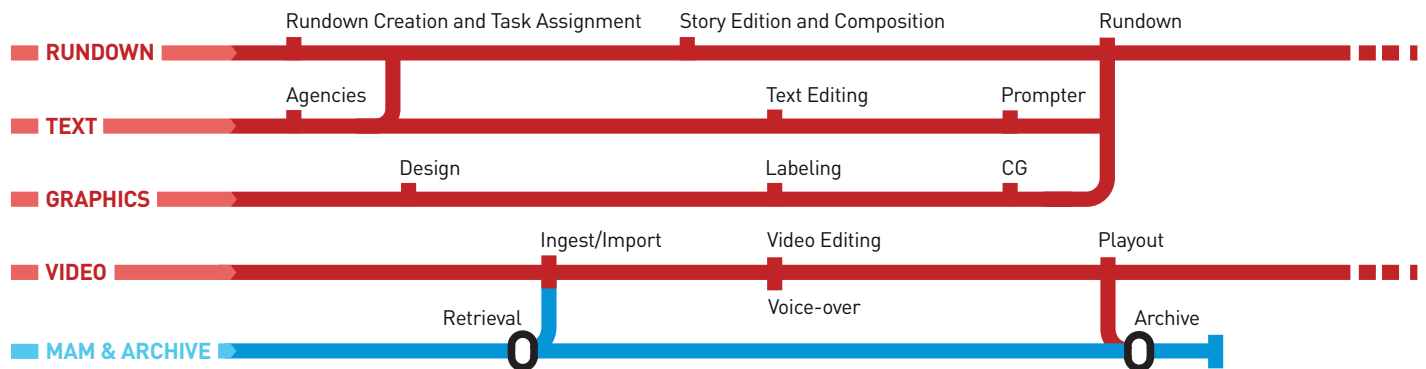 Rundown Creation and Task Assignment Story Edition and Composition Rundown
RUNDOWN
Agencies Text Editing Prompter
TEXT
Design Labeling CG
GRAPHICS
Ingest/Import Video Editing Playout
VIDEO
Voice-over
Retrieval Archive
MAM & ARCHIVE